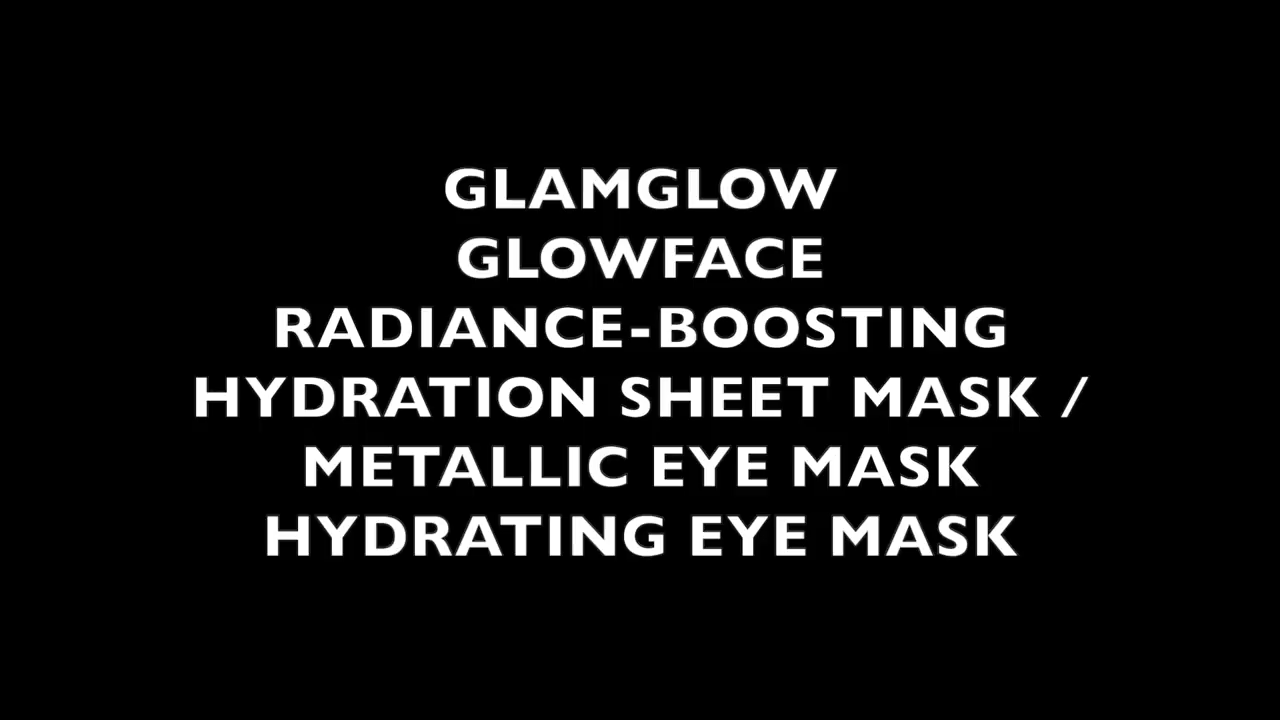 GLAMGLOW
GLOWFACE
RADIANCE-BOOSTING
HYDRATION SHEET MASK /
METALLIC EYE MASK
HYDRATING EYE MASK